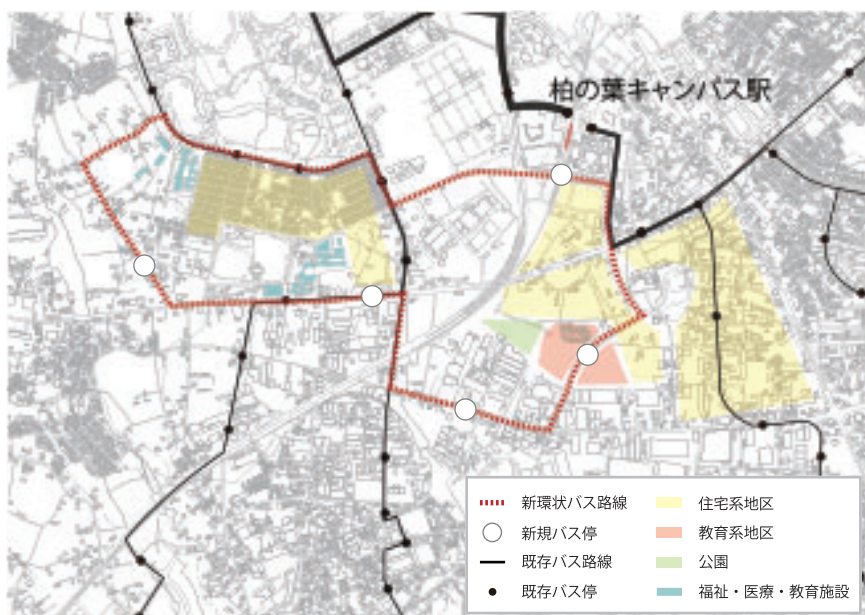 柏の葉キャンパス駅
新環状バス路線
新規バス停
既存バス路線
既存バス停
住宅系地区
教育系地区
公園
福祉・医療・教育施設